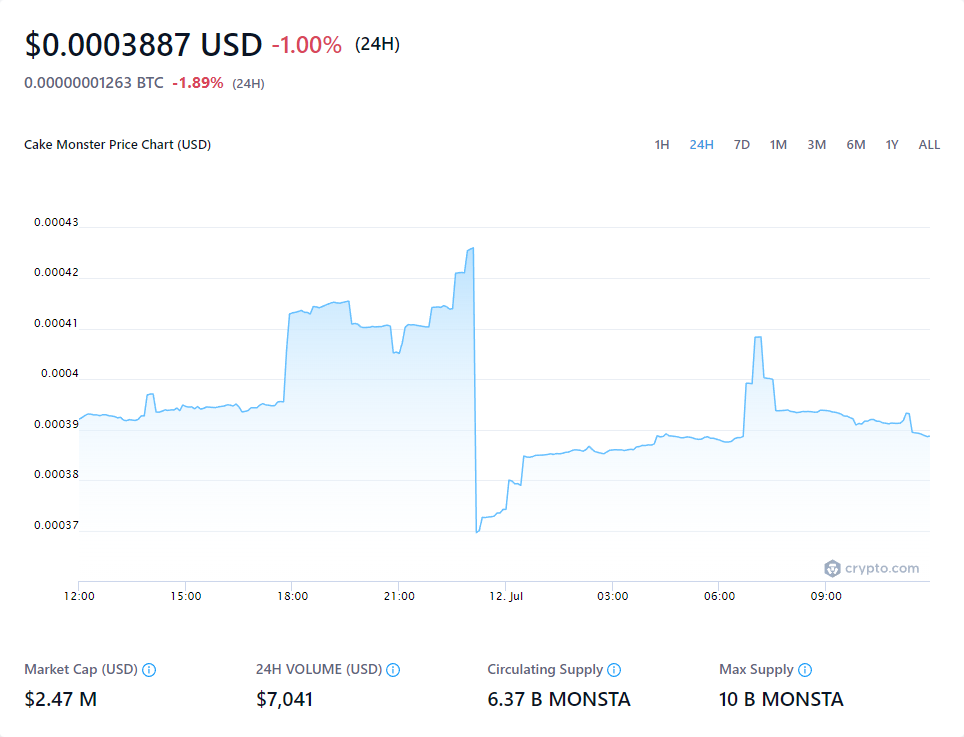 $0.0003887 USD -1.00% (24H)
0.00000001263 BTC -1.89% (24H)
Cake Monster Price Chart (USD)
1H 24H 7D 1M 3M 6M 1Y ALL
0.00043
0.00042
0.00041
0.0004
0.00039
0.00038
0.00037
crypto.com
12:00 15:00 18:00 21:00 12. Jul 03:00 06:00 09:00
Market Cap (USD) 24H VOLUME (USD) Circulating Supply Max Supply
$2.47 M $7,041 6.37 B MONSTA 10 B MONSTA